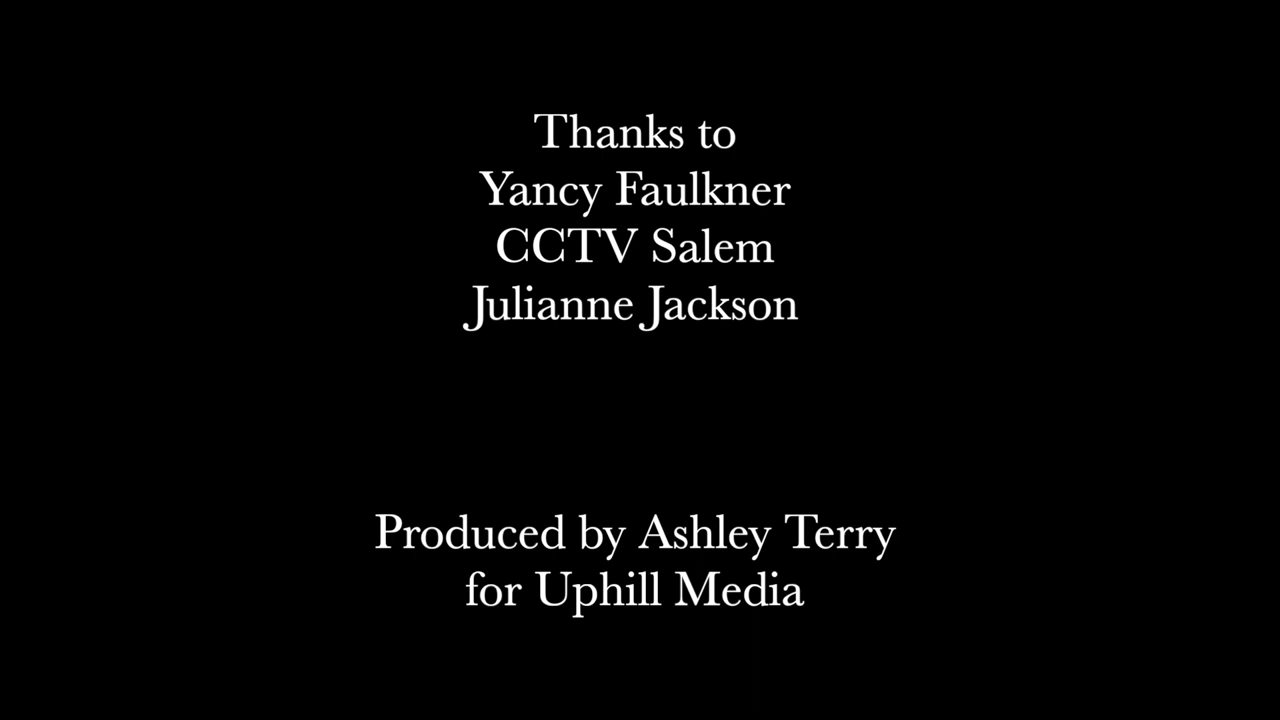 Thanks to
Yancy Faulkner
CCTV Salem
Julianne Jackson
Produced by Ashley Terry
for Uphill Media